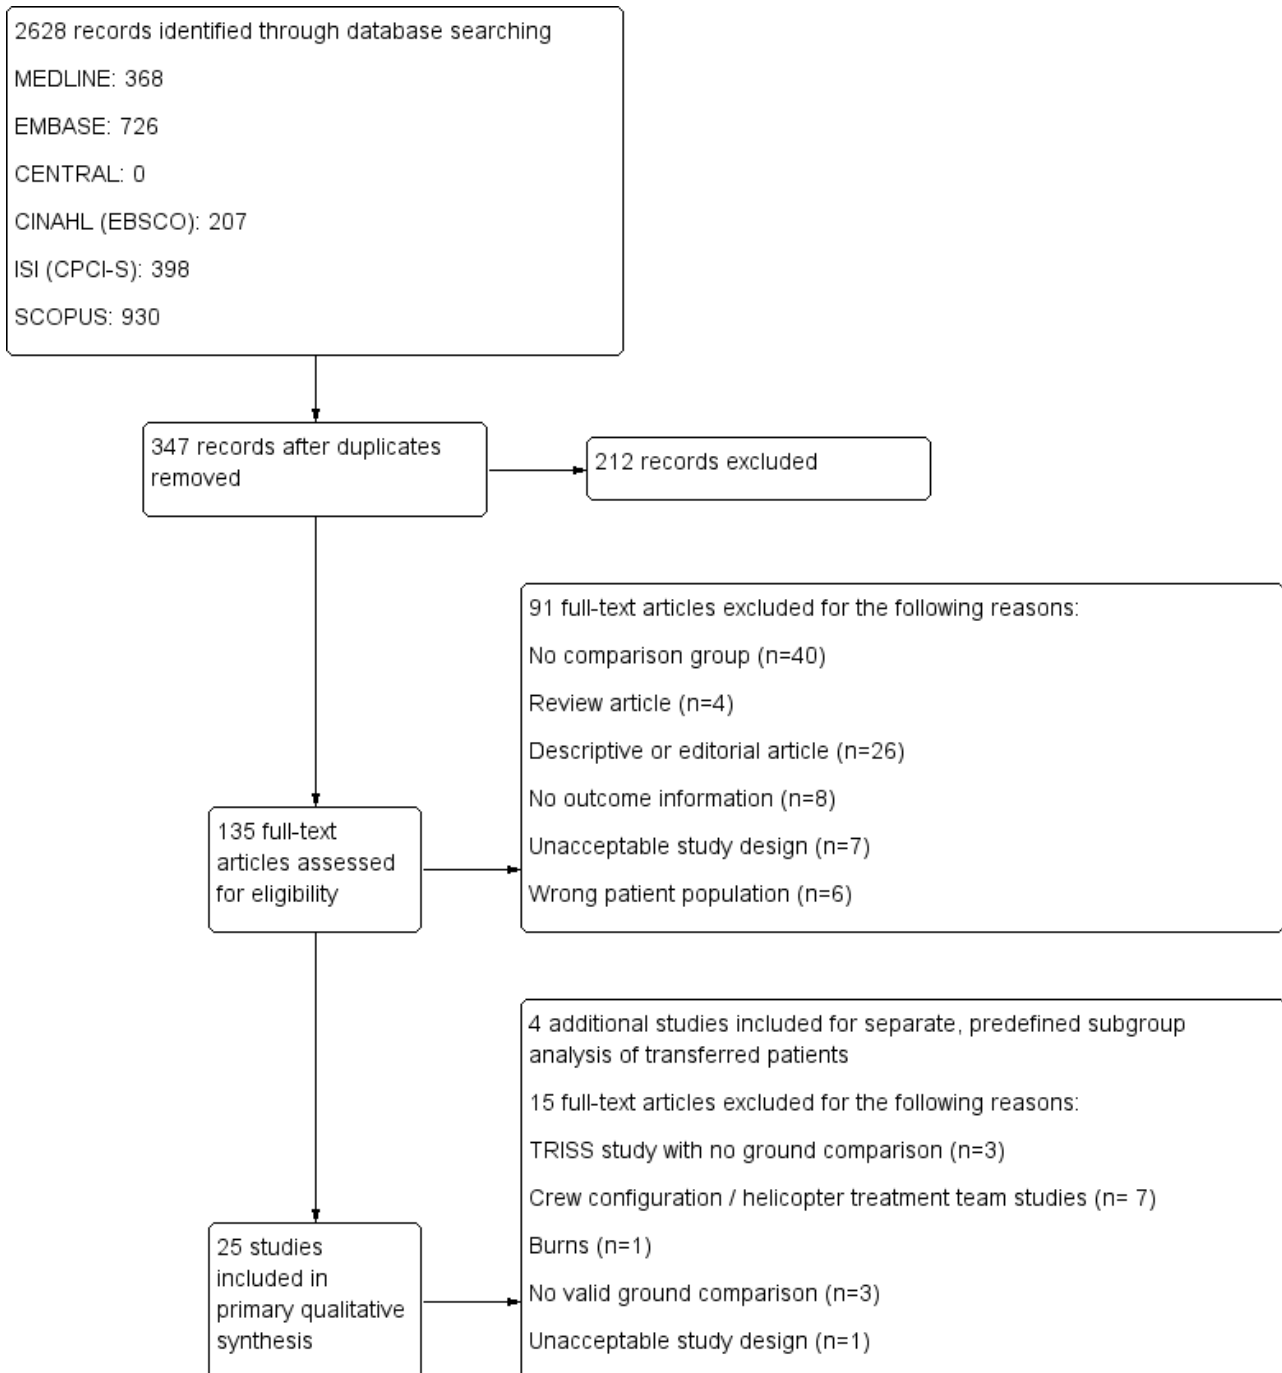 2628 records identified through database searching
MEDLINE: 368
EMBASE: 726
CENTRAL: 0
CINAHL (EBSCO): 207
ISI (CPCI-S): 398
SCOPUS: 930
347 records after duplicates
removed
212 records excluded
91 full-text articles excluded for the following reasons:
No comparison group (n=40)
Review article (n=4)
Descriptive or editorial article (n=26)
No outcome information (n=8)
Unacceptable study design (n=7)
Wrong patient population (n=6)
135 full-text
articles assessed
for eligibility
4 additional studies included for separate, predefined subgroup
analysis of transferred patients
15 full-text articles excluded for the following reasons:
TRISS study with no ground comparison (n=3)
Crew configuration / helicopter treatment team studies (n= 7)
Burns (n=1)
No valid ground comparison (n=3)
Unacceptable study design (n=1)
25 studies
included in
primary qualitative
synthesis